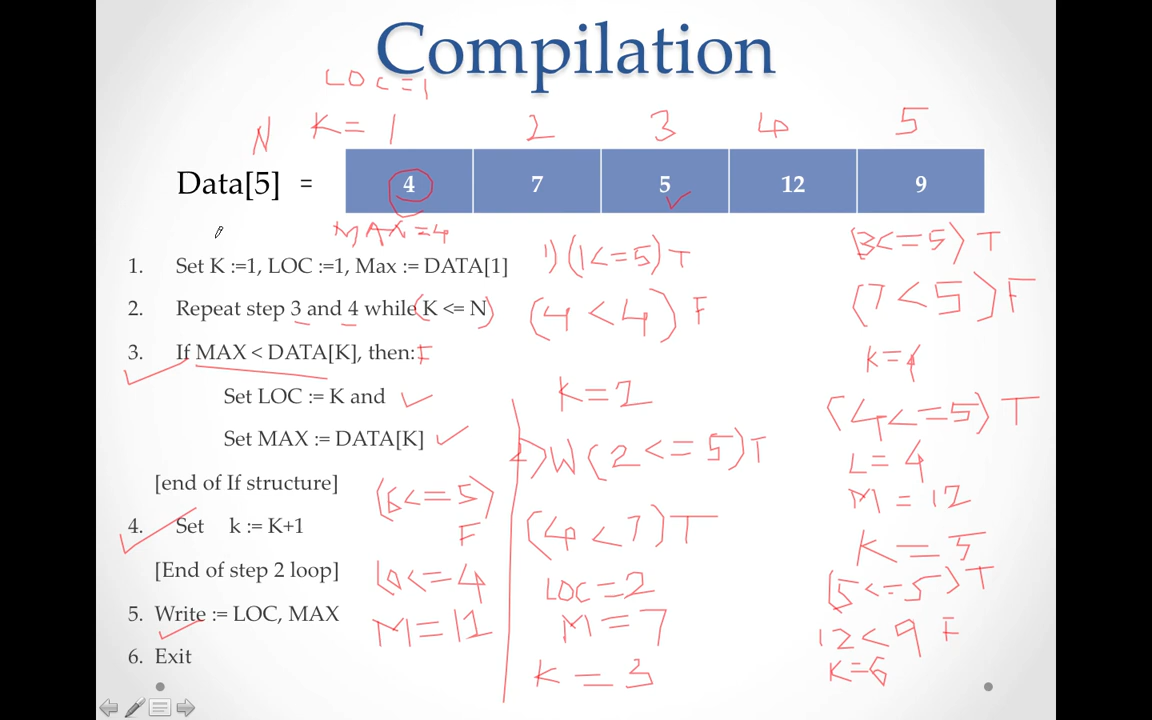 Compilation
LOC=1
N K= 1 2 3 4 5
Data[5] = 4 7 5 12 9
MAX=4
1. Set K :=1, LOC :=1, Max := DATA[1]
2. Repeat step 3 and 4 while (K <= N)
3. If MAX < DATA[K], then: F
Set LOC := K and
Set MAX := DATA[K]
[end of If structure]
4. Set k := K+1
[End of step 2 loop]
5. Write := LOC, MAX
6. Exit
(6<=5)
F
LOC=4
M=12
1) (1<=5) T
(4<4) F
K=2
2) W(2<=5) T
(4<7) T
LOC=2
M=7
K=3
(3<=5) T
(7<5) F
K=4
(4<=5) T
L=4
M=12
K=5
(5<=5) T
12<9 F
K=6